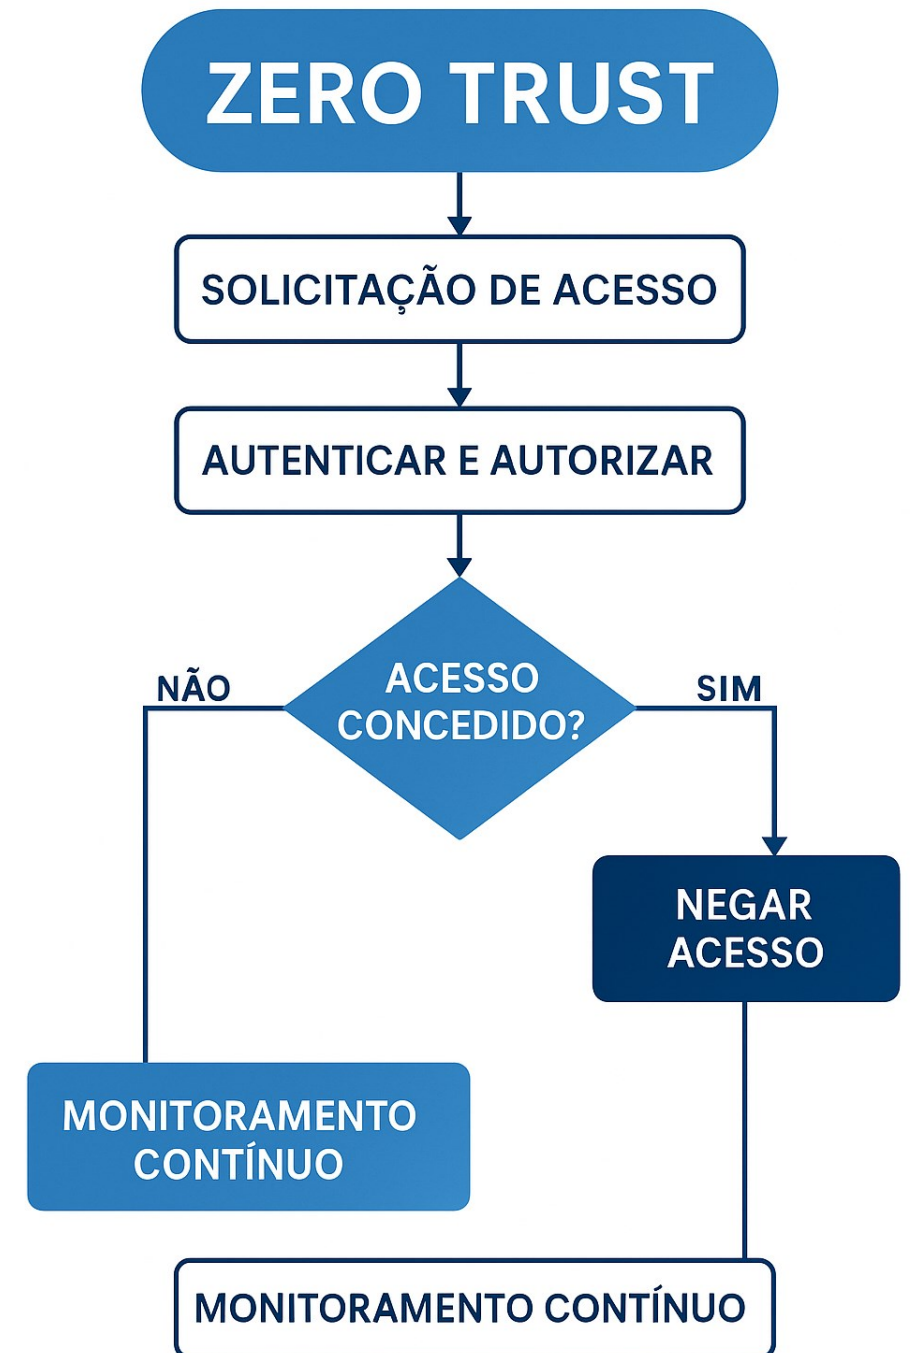 ZERO TRUST
SOLICITAÇÃO DE ACESSO
AUTENTICAR E AUTORIZAR
ACESSO
CONCEDIDO?
NÃO
SIM
NEGAR
ACESSO
MONITORAMENTO
CONTÍNUO
MONITORAMENTO CONTÍNUO